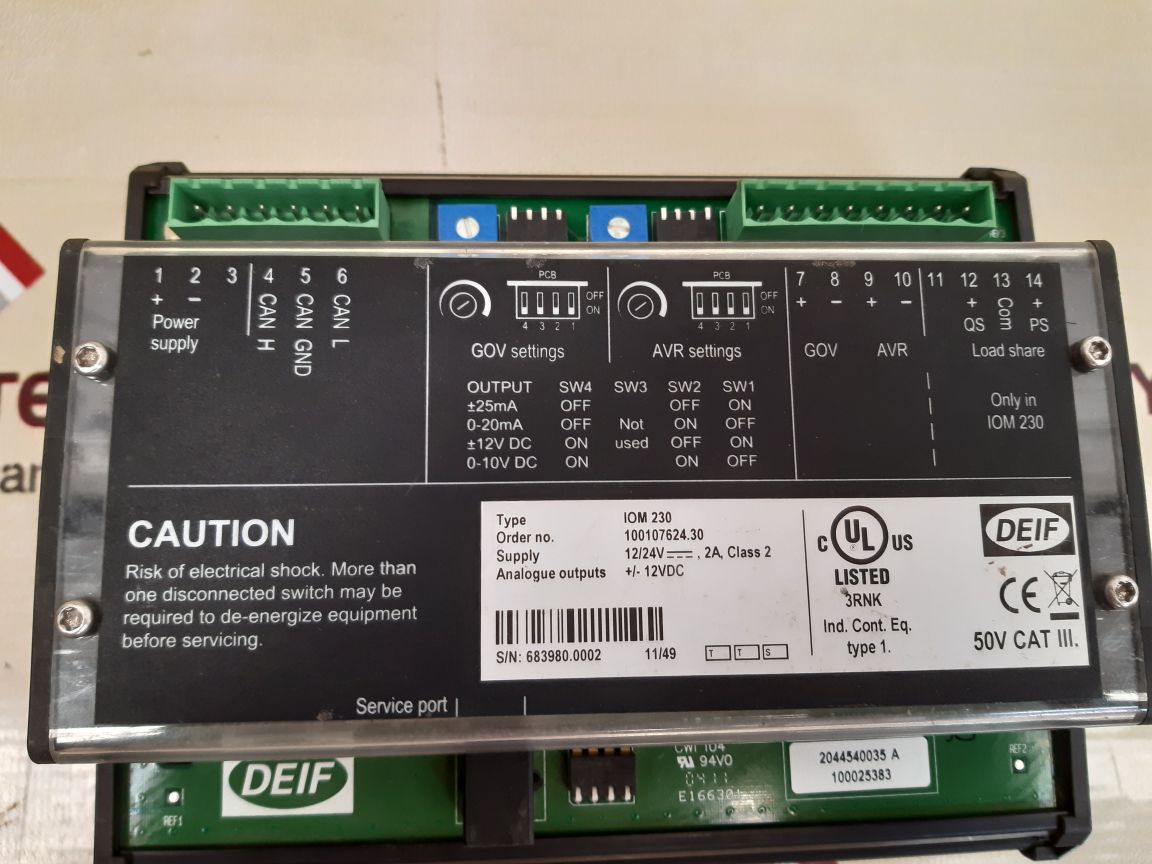 1 2 3 4 5 6
+ −
Power
supply
CAN H
CAN GND
CAN L
PCB
OFF
ON
4 3 2 1
GOV settings
PCB
OFF
ON
4 3 2 1
AVR settings
OUTPUT SW4 SW3 SW2 SW1
±25mA OFF OFF ON
0-20mA OFF Not ON OFF
±12V DC ON used OFF ON
0-10V DC ON ON OFF
7 8 9 10 11 12 13 14
+ − + − + Com +
QS PS
GOV AVR Load share
Only in
IOM 230
CAUTION
Risk of electrical shock. More than
one disconnected switch may be
required to de-energize equipment
before servicing.
Type IOM 230
Order no. 100107624.30
Supply 12/24V ⎓, 2A, Class 2
Analogue outputs +/- 12VDC
S/N: 683980.0002 11/49
T T S
C UL ® US
LISTED
3RNK
Ind. Cont. Eq.
type 1.
DEIF
CE
50V CAT III.
Service port
DEIF
REF1
94V0
0411
E166301
2044540035 A
100025383
REF2